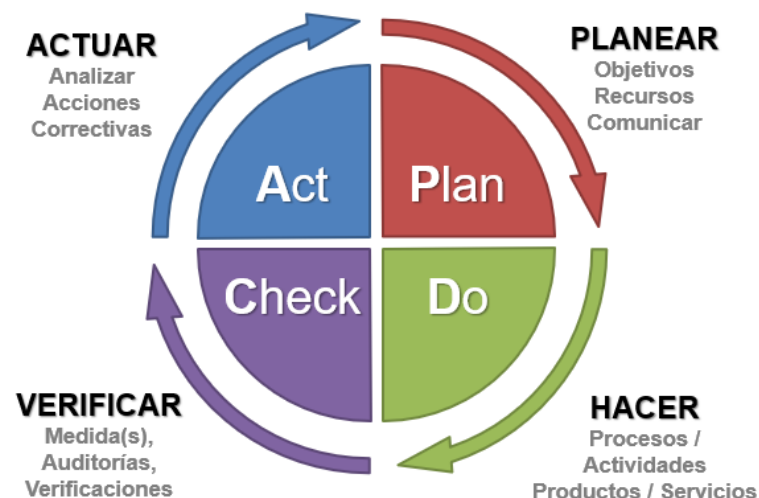 ACTUAR
Analizar
Acciones
Correctivas
PLANEAR
Objetivos
Recursos
Comunicar
Act
Plan
Check
Do
VERIFICAR
Medida(s),
Auditorías,
Verificaciones
HACER
Procesos /
Actividades
Productos / Servicios